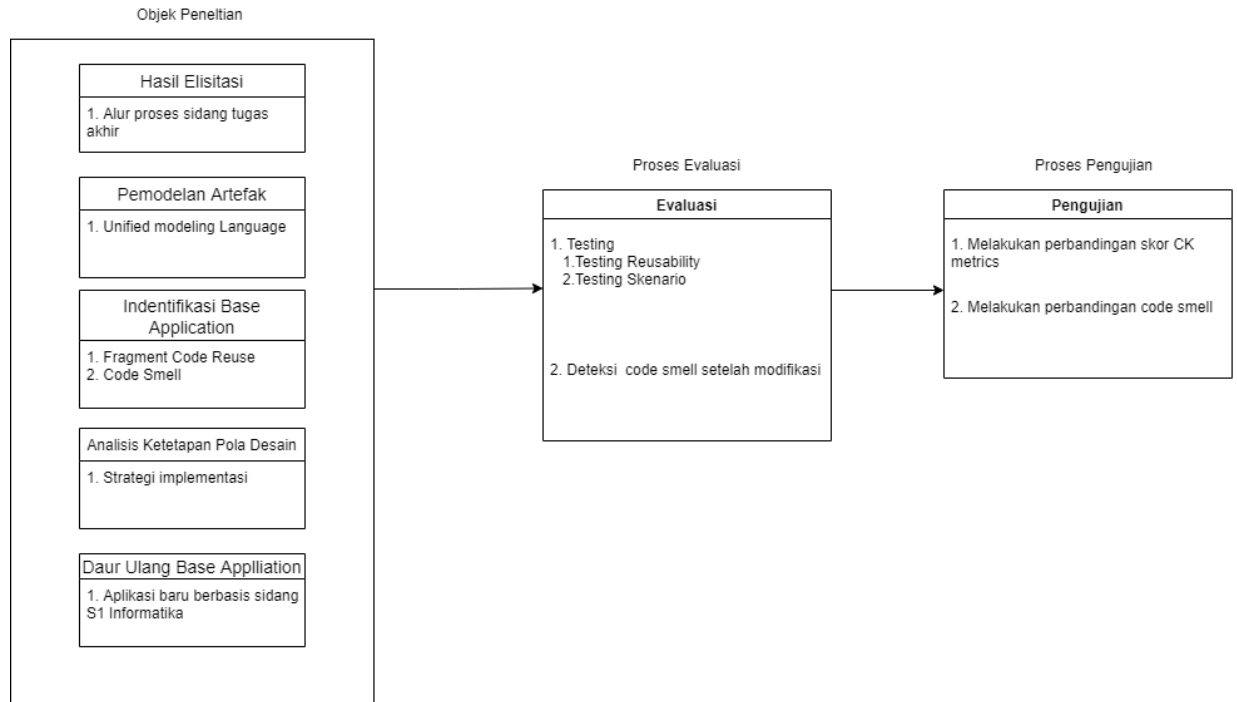 Objek Peneltian
Hasil Elisitasi
1. Alur proses sidang tugas
akhir
Pemodelan Artefak
1. Unified modeling Language
Indentifikasi Base
Application
1. Fragment Code Reuse
2. Code Smell
Analisis Ketetapan Pola Desain
1. Strategi implementasi
Daur Ulang Base Applliation
1. Aplikasi baru berbasis sidang
S1 Informatika
Proses Evaluasi
Evaluasi
1. Testing
1.Testing Reusability
2.Testing Skenario
2. Deteksi code smell setelah modifikasi
Proses Pengujian
Pengujian
1. Melakukan perbandingan skor CK
metrics
2. Melakukan perbandingan code smell